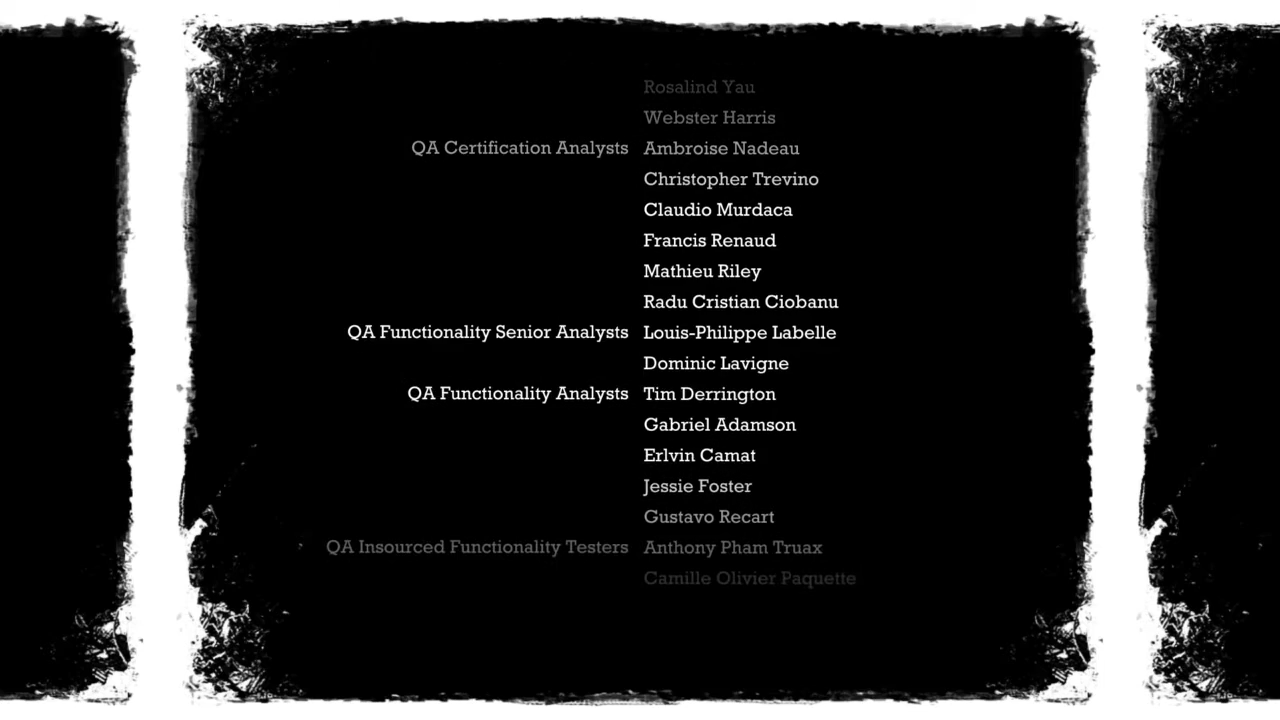 Rosalind Yau
Webster Harris
QA Certification Analysts Ambroise Nadeau
Christopher Trevino
Claudio Murdaca
Francis Renaud
Mathieu Riley
Radu Cristian Ciobanu
QA Functionality Senior Analysts Louis-Philippe Labelle
Dominic Lavigne
QA Functionality Analysts Tim Derrington
Gabriel Adamson
Erlvin Camat
Jessie Foster
Gustavo Recart
QA Insourced Functionality Testers Anthony Pham Truax
Camille Olivier Paquette